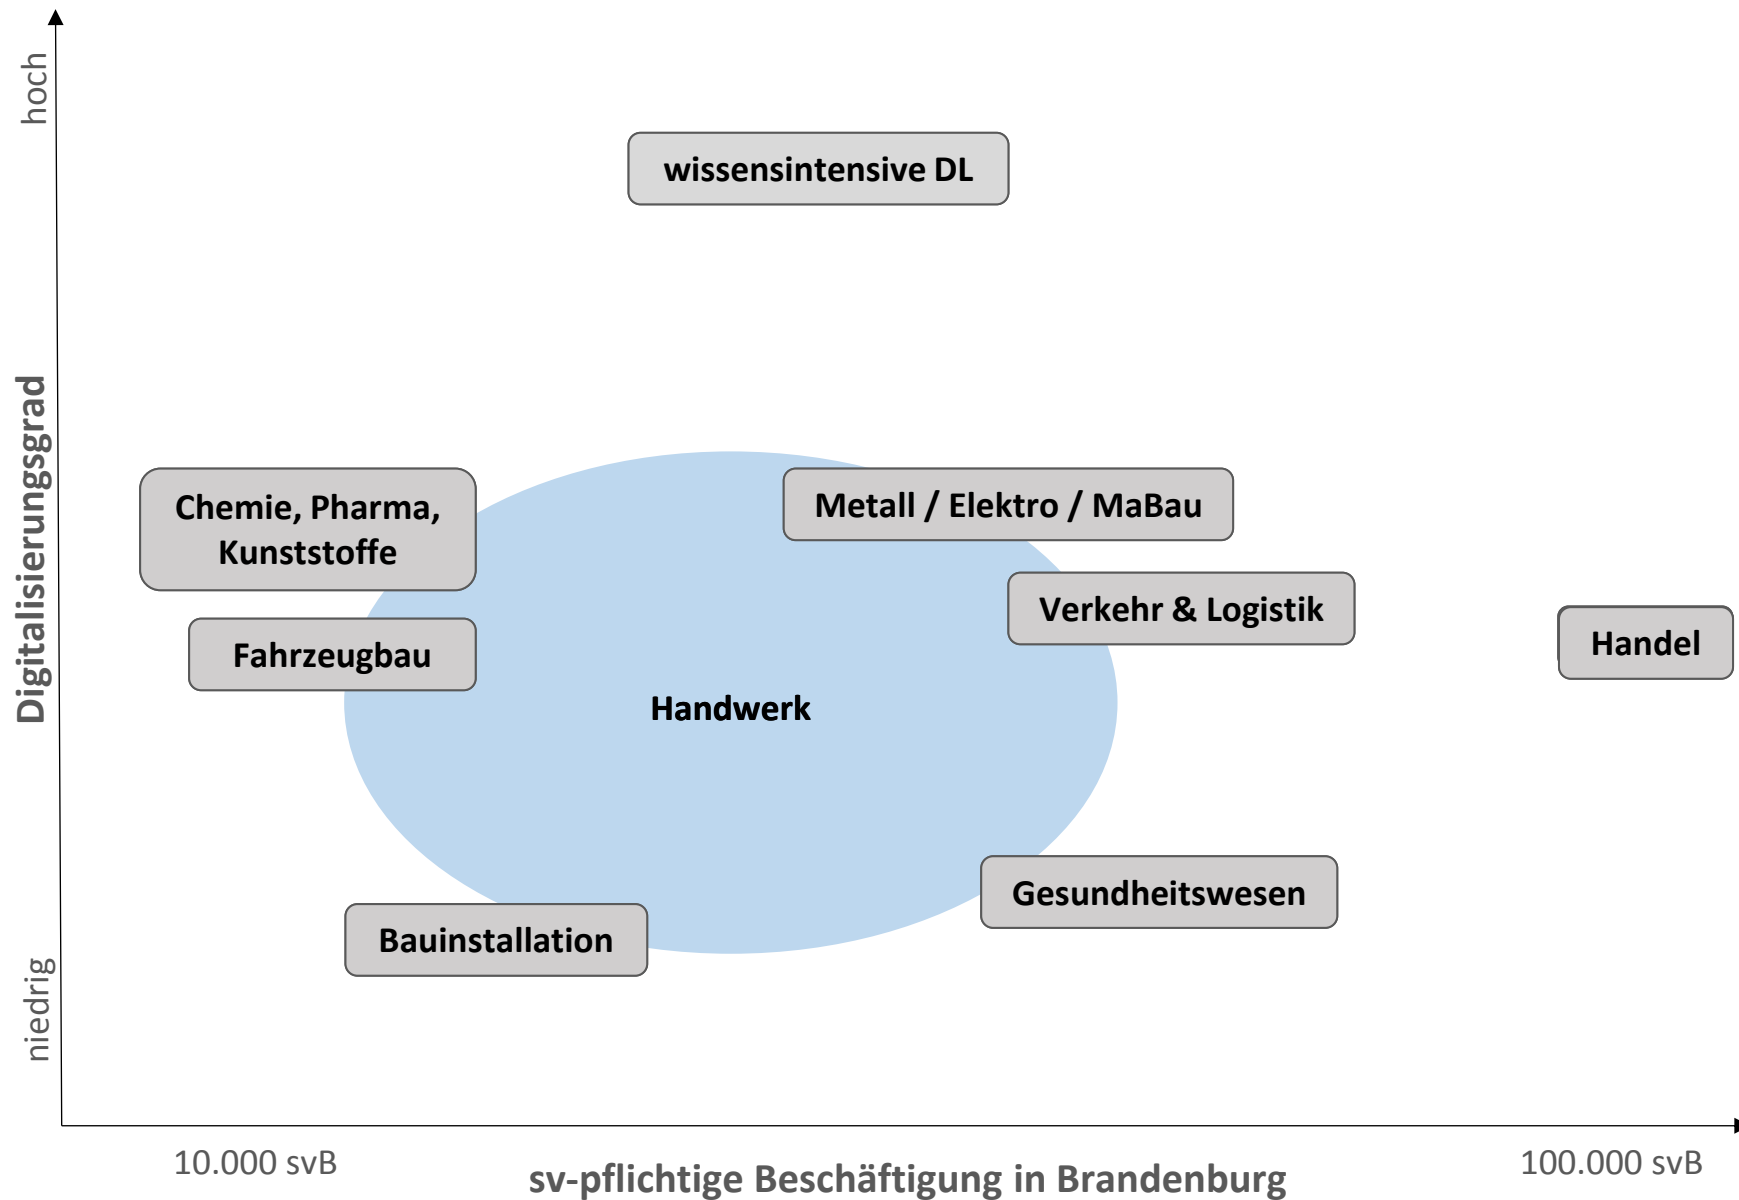 hoch
wissensintensive DL
Digitalisierungsgrad
Chemie, Pharma,
Kunststoffe
Metall / Elektro / MaBau
Verkehr & Logistik
Handel
Fahrzeugbau
Handwerk
Gesundheitswesen
Bauinstallation
niedrig
10.000 svB
sv-pflichtige Beschäftigung in Brandenburg
100.000 svB